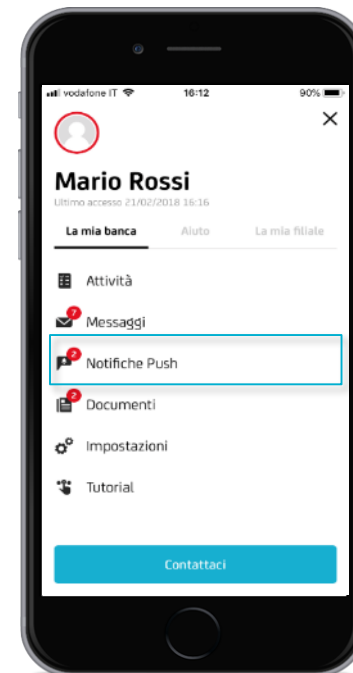 vodafone IT 16:12 90%
Mario Rossi
Ultimo accesso 21/02/2018 16:16
La mia banca Aiuto La mia filiale
Attività
7
Messaggi
2
Notifiche Push
2
Documenti
Impostazioni
Tutorial
Contattaci